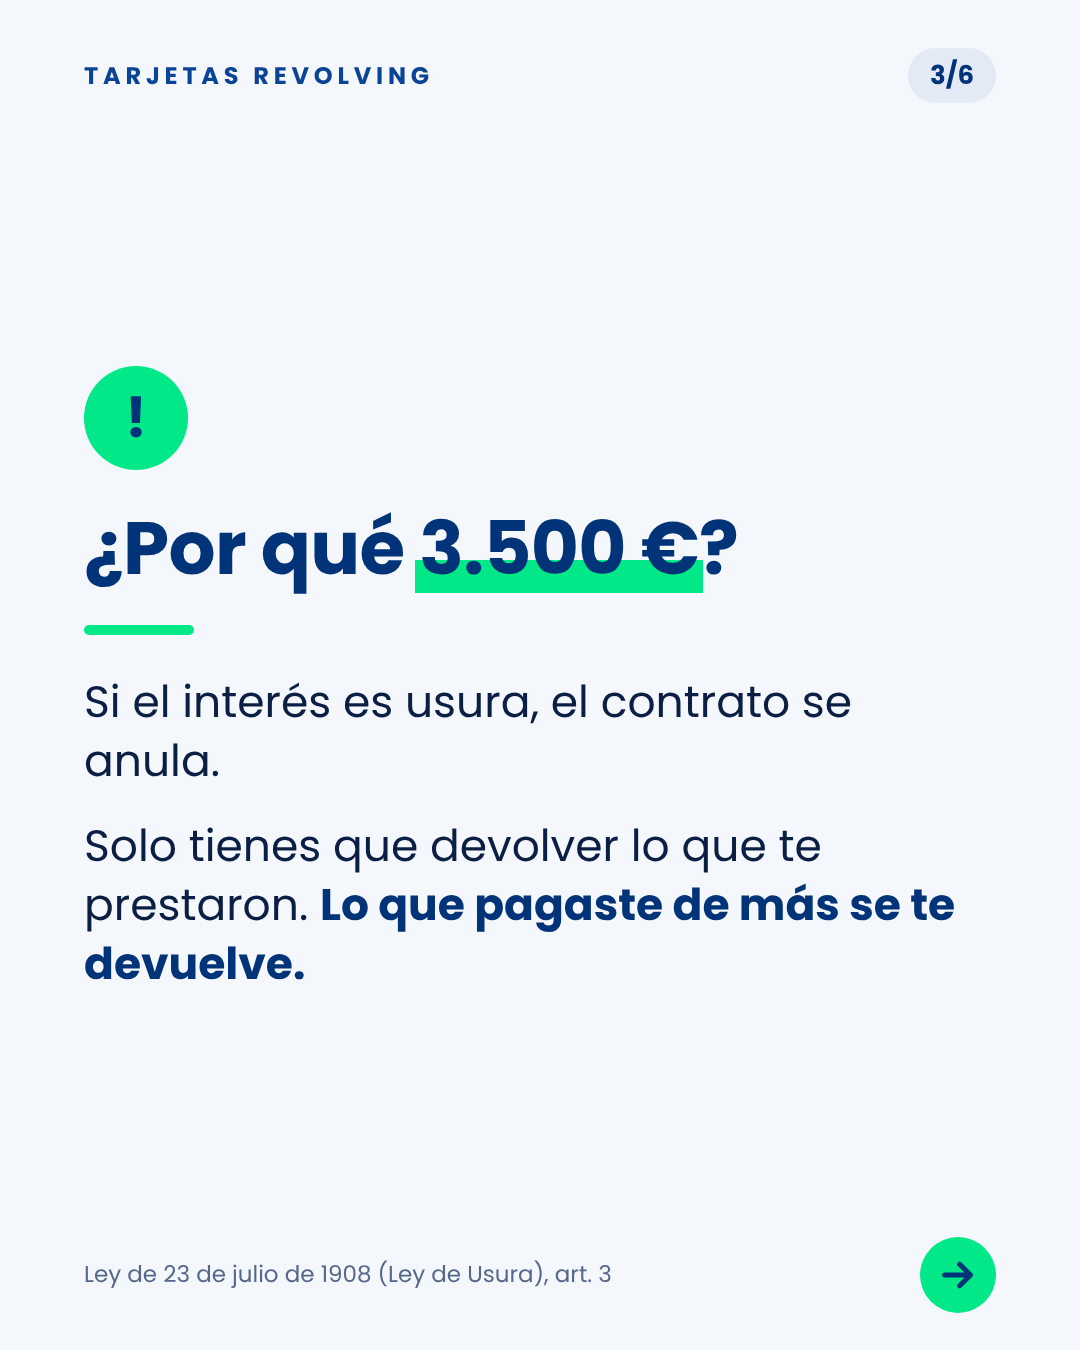 TARJETAS REVOLVING
3/6
!
¿Por qué 3.500 €?
Si el interés es usura, el contrato se
anula.
Solo tienes que devolver lo que te
prestaron. Lo que pagaste de más se te
devuelve.
Ley de 23 de julio de 1908 (Ley de Usura), art. 3